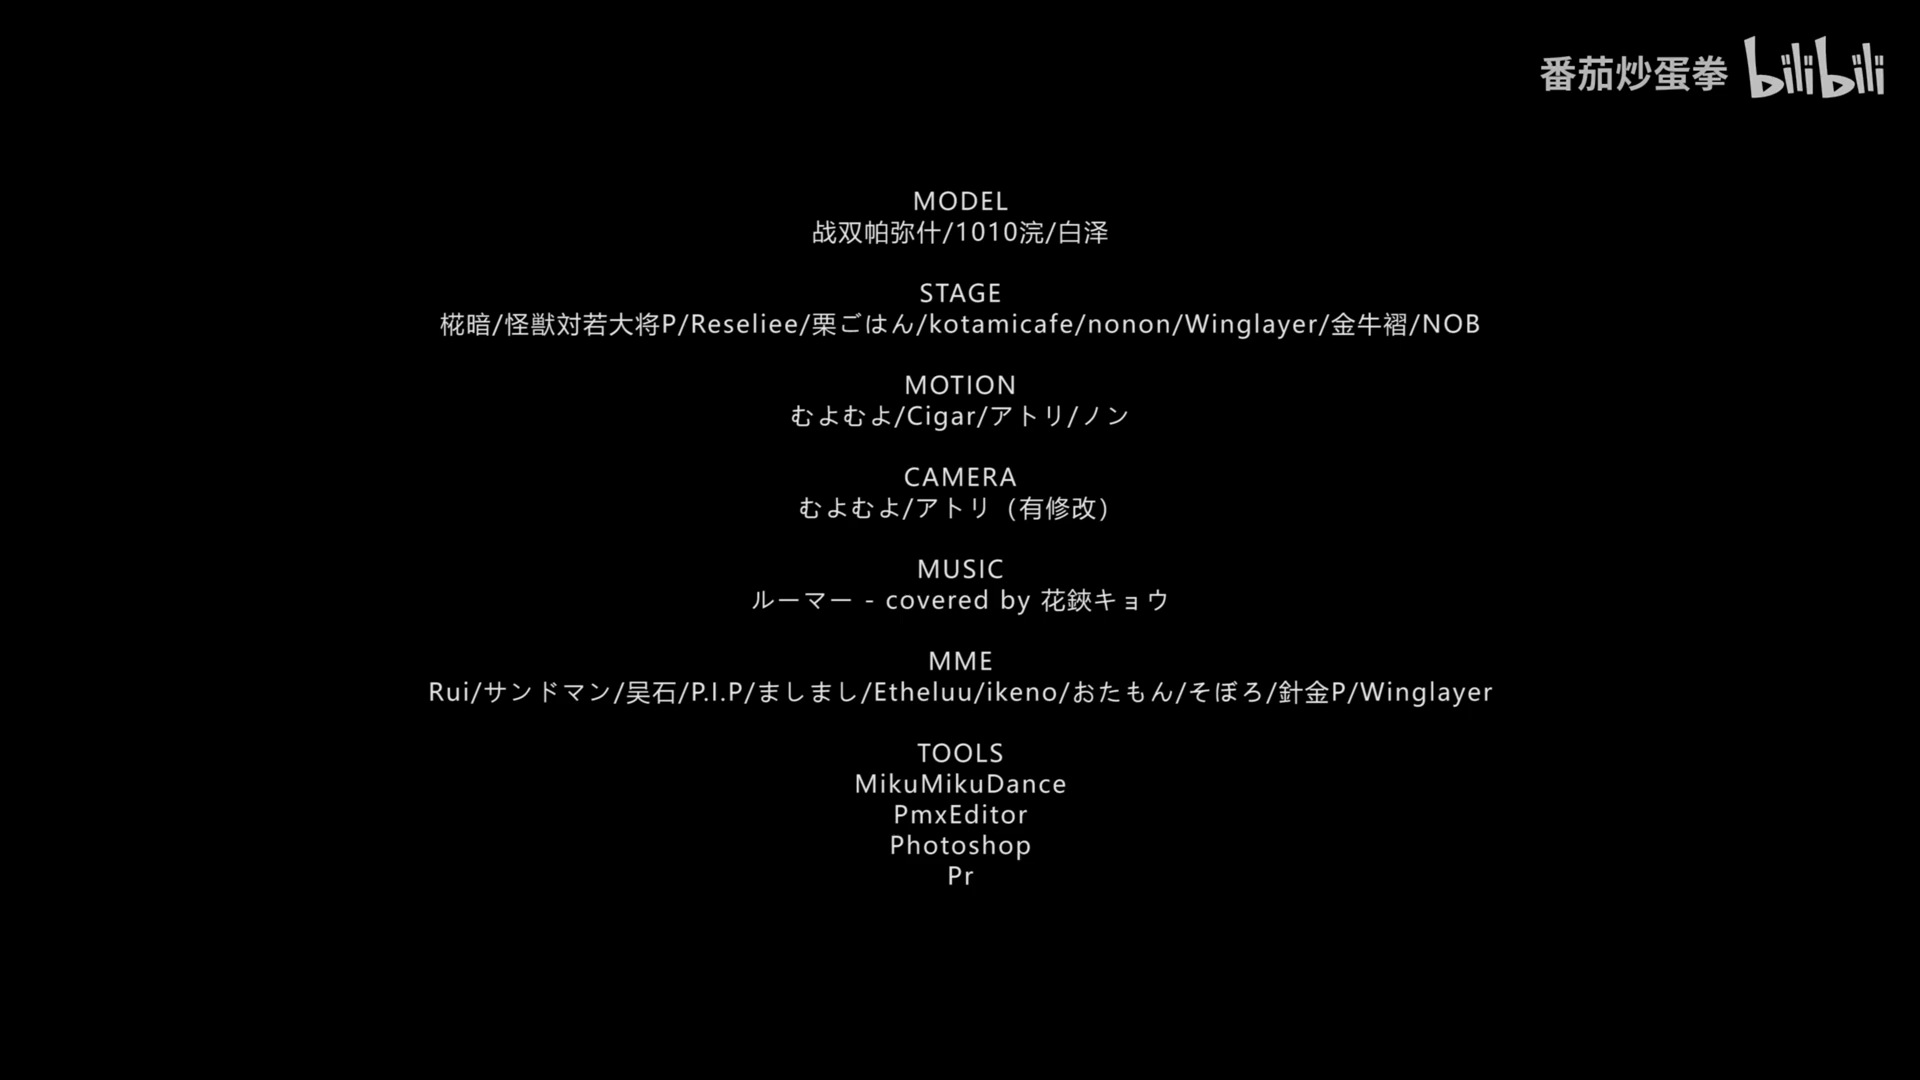 番茄炒蛋拳 bilibili
MODEL
战双帕弥什/1010浣/白泽
STAGE
椛暗/怪獣対若大将P/Reseliee/栗ごはん/kotamicafe/nonon/Winglayer/金牛褶/NOB
MOTION
むよむよ/Cigar/アトリ/ノン
CAMERA
むよむよ/アトリ（有修改）
MUSIC
ルーマー - covered by 花鋏キョウ
MME
Rui/サンドマン/吴石/P.I.P/ましまし/Etheluu/ikeno/おたもん/そぼろ/針金P/Winglayer
TOOLS
MikuMikuDance
PmxEditor
Photoshop
Pr